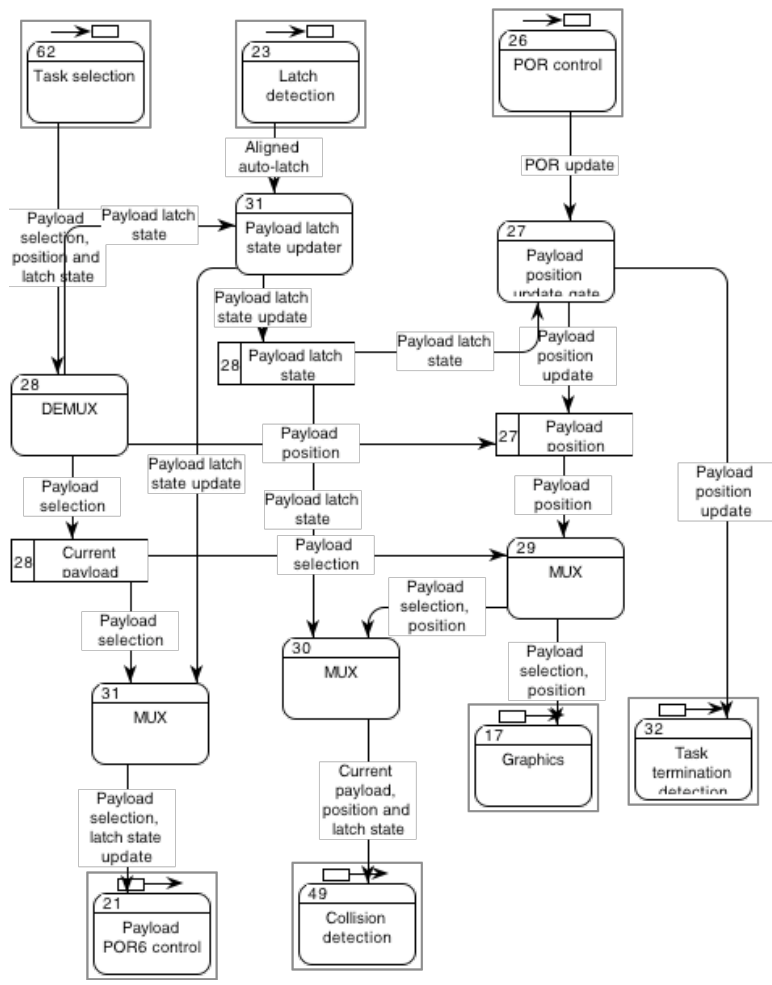 62
Task selection
23
Latch
detection
26
POR control
Aligned
auto-latch
POR update
Payload
selection,
position and
latch state
Payload latch
state
31
Payload latch
state updater
27
Payload
position
update gate
Payload latch
state update
28
Payload latch
state
Payload latch
state
Payload
position
update
28
DEMUX
Payload
position
27
Payload
position
Payload latch
state update
Payload
selection
Payload latch
state
Payload
position
Payload
position
update
28
Current
payload
Payload
selection
29
MUX
Payload
selection
Payload
selection,
position
30
MUX
Payload
selection,
position
31
MUX
17
Graphics
32
Task
termination
detection
Payload
selection,
latch state
update
Current
payload,
position and
latch state
21
Payload
POR6 control
49
Collision
detection